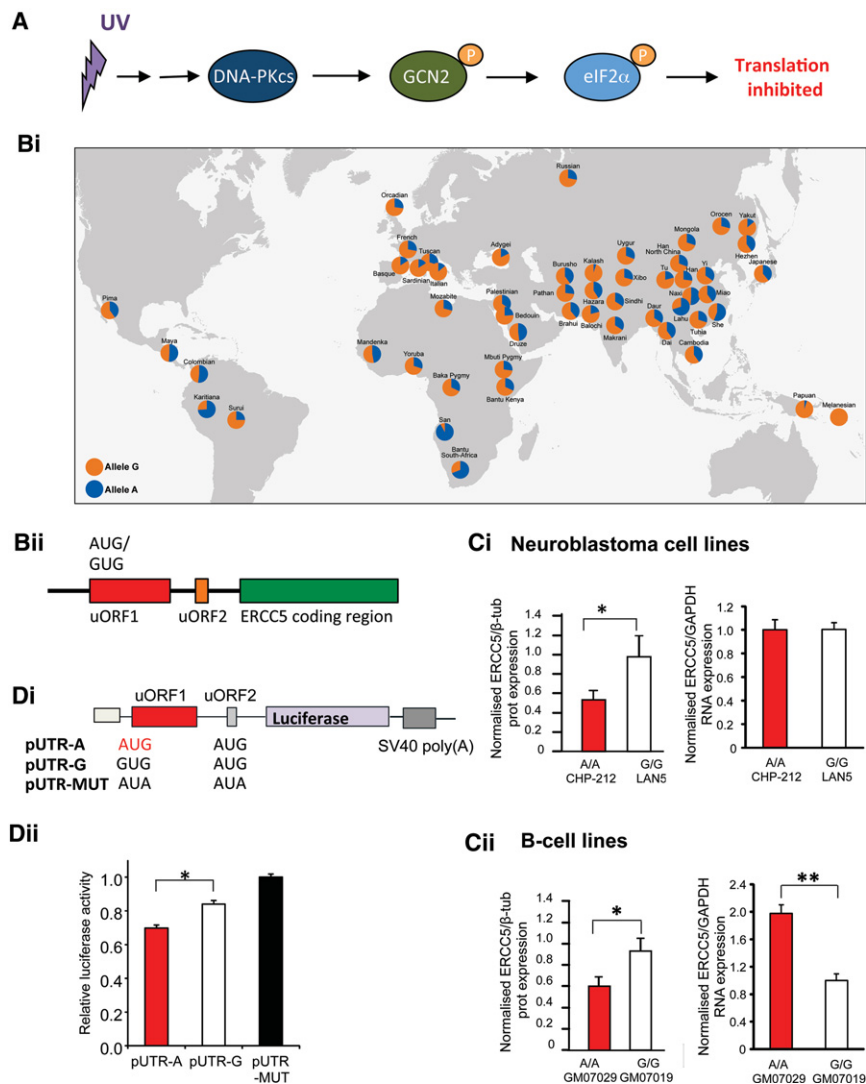 A
UV
DNA-PKcs
GCN2
P
eIF2α
P
Translation
inhibited
Bi
Russian
Orcadian
French
Tuscan
Basque
Sardinian
Italian
Adygei
Mozabite
Palestinian
Bedouin
Druze
Mandenka
Yoruba
Baka Pygmy
Mbuti Pygmy
Bantu Kenya
San
Bantu
South-Africa
Pima
Maya
Colombian
Karitiana
Surui
Burusho
Kalash
Pathan
Hazara
Brahui
Balochi
Sindhi
Makrani
Uygur
Xibo
Mongola
Han
North China
Tu
Han
Yi
Orocen
Yakut
Hezhen
Japanese
Naxi
Miao
Daur
Lahu
Tujia
She
Dai
Cambodia
Papuan
Melanesian
Allele G
Allele A
Bii
AUG/
GUG
uORF1
uORF2
ERCC5 coding region
Ci Neuroblastoma cell lines
Normalised ERCC5/β-tub
prot expression
1.4
1.2
1.0
0.8
0.6
0.4
0.2
0
*
A/A
CHP-212
G/G
LAN5
Normalised ERCC5/GAPDH
RNA expression
1.2
1.0
0.8
0.6
0.4
0.2
0
A/A
CHP-212
G/G
LAN5
Di
uORF1
uORF2
Luciferase
SV40 poly(A)
pUTR-A AUG AUG
pUTR-G GUG AUG
pUTR-MUT AUA AUA
Dii
Relative luciferase activity
1.0
0.8
0.6
0.4
0.2
0
*
pUTR-A
pUTR-G
pUTR
-MUT
Cii B-cell lines
Normalised ERCC5/β-tub
prot expression
1.4
1.2
1.0
0.8
0.6
0.4
0.2
0
*
A/A
GM07029
G/G
GM07019
Normalised ERCC5/GAPDH
RNA expression
2.4
2.0
1.6
1.2
0.8
0.4
0
**
A/A
GM07029
G/G
GM07019